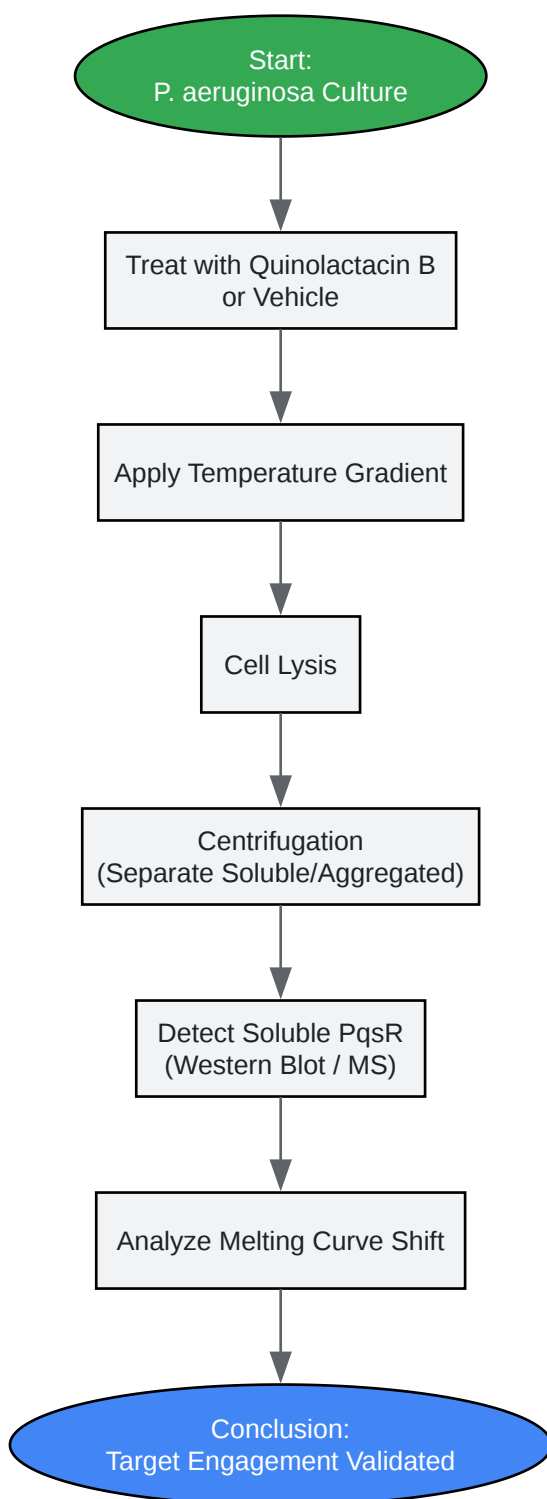 Start:
P. aeruginosa Culture
Treat with Quinolactacin B
or Vehicle
Apply Temperature Gradient
Cell Lysis
Centrifugation
(Separate Soluble/Aggregated)
Detect Soluble PqsR
(Western Blot / MS)
Analyze Melting Curve Shift
Conclusion:
Target Engagement Validated